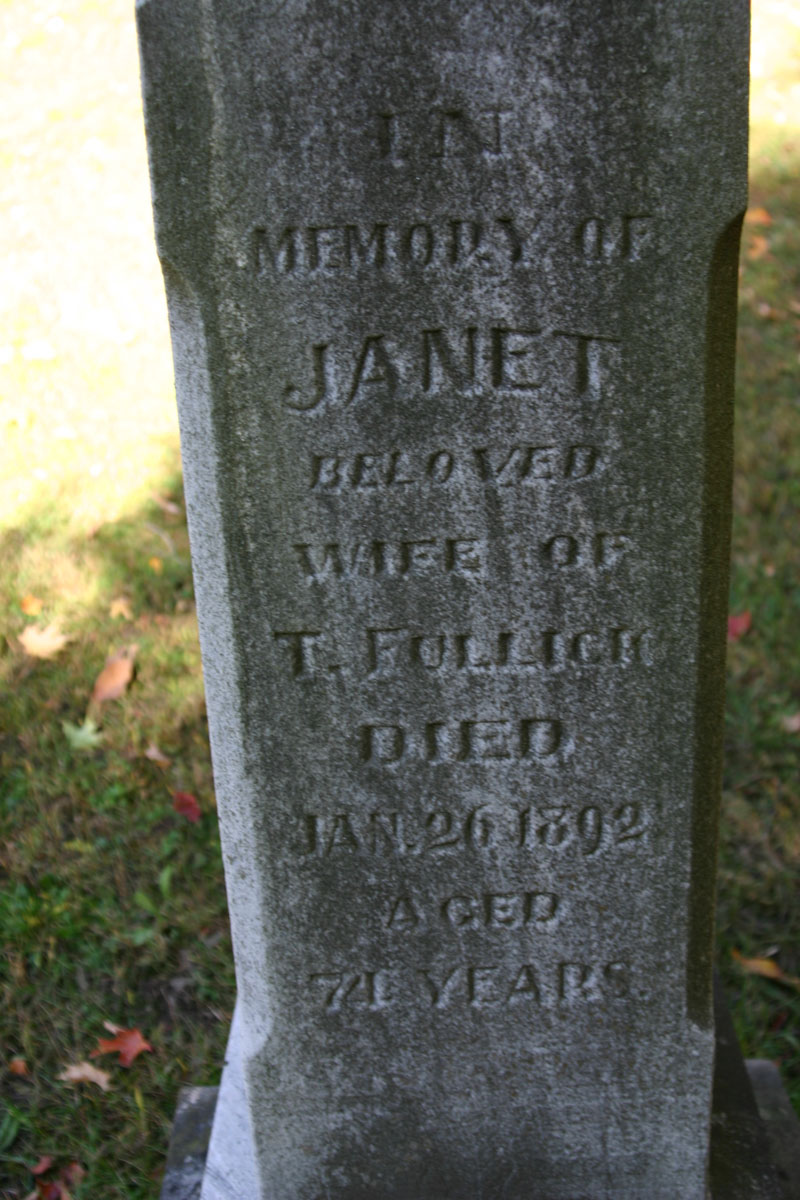 IN
MEMORY OF
JANET
BELOVED
WIFE OF
T. FULLICK
DIED
JAN. 26 1892
AGED
71 YEARS.